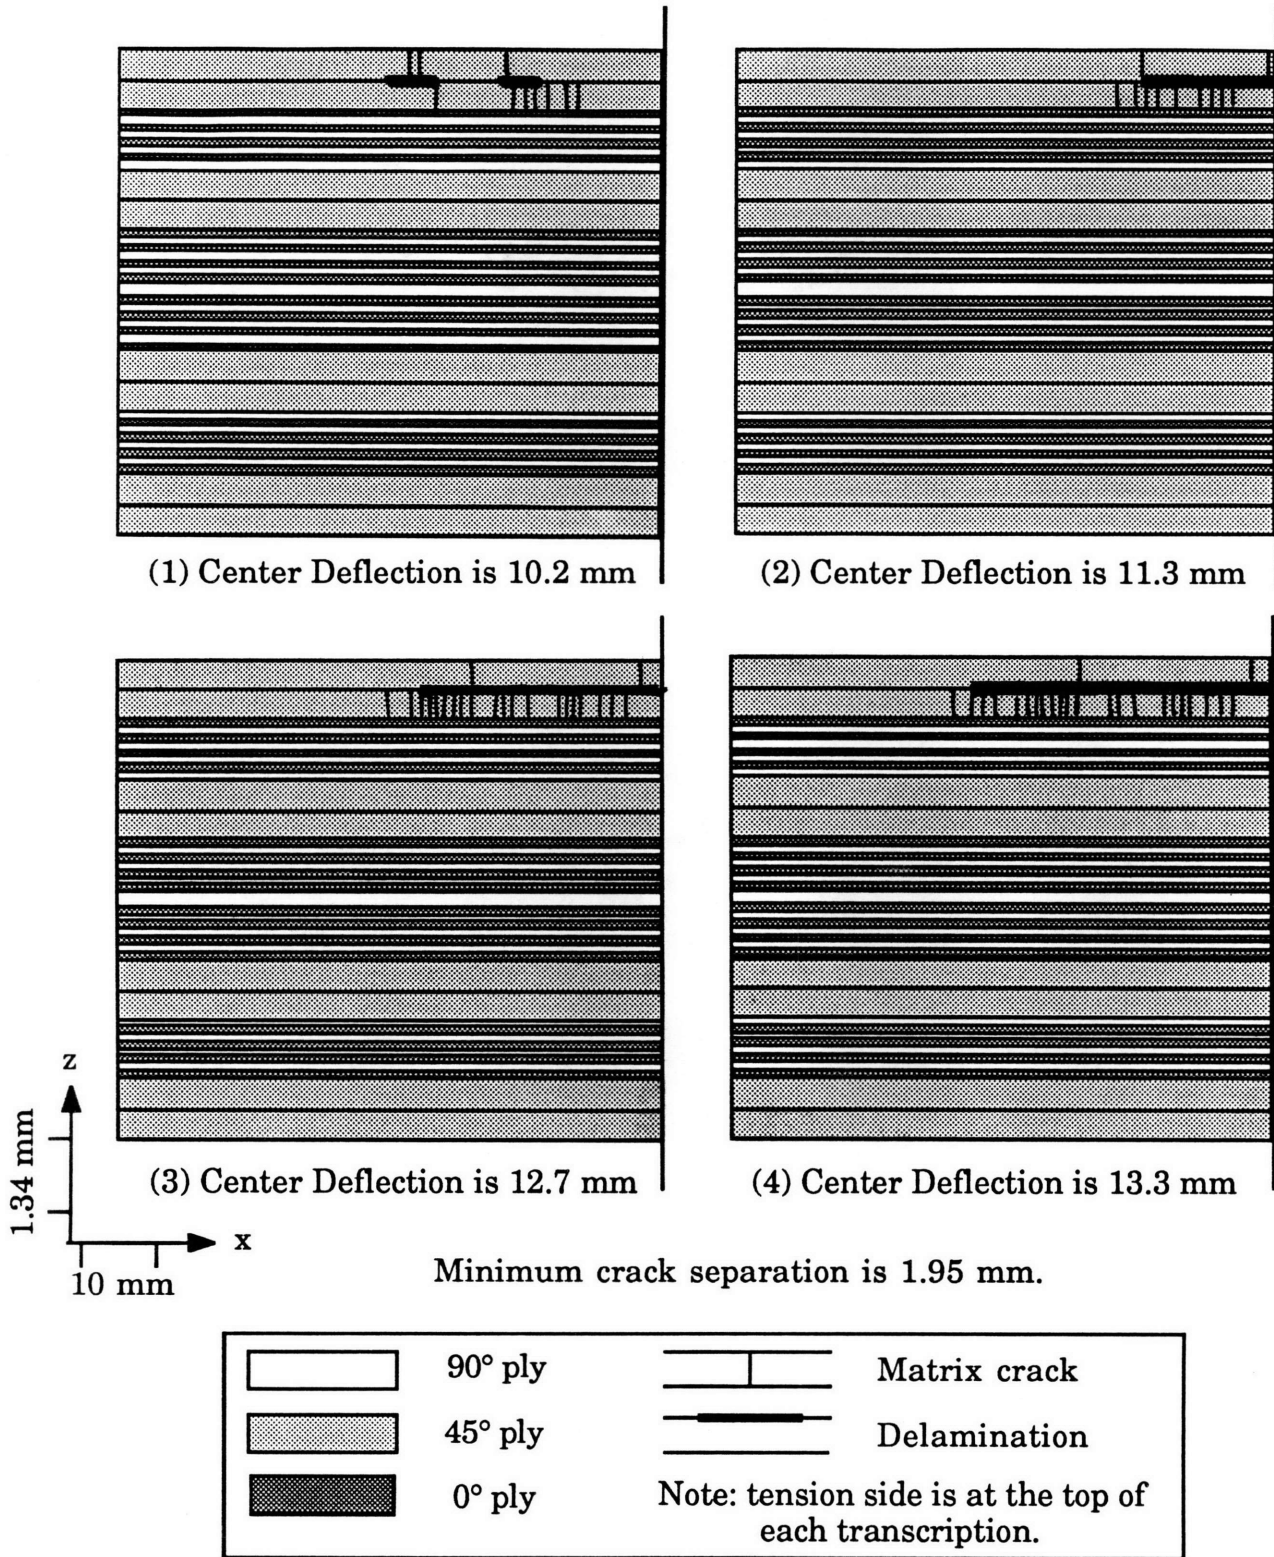 (1) Center Deflection is 10.2 mm
(2) Center Deflection is 11.3 mm
(3) Center Deflection is 12.7 mm
(4) Center Deflection is 13.3 mm
z
1.34 mm
x
10 mm
Minimum crack separation is 1.95 mm.
90° ply
Matrix crack
45° ply
Delamination
0° ply
Note: tension side is at the top of
each transcription.